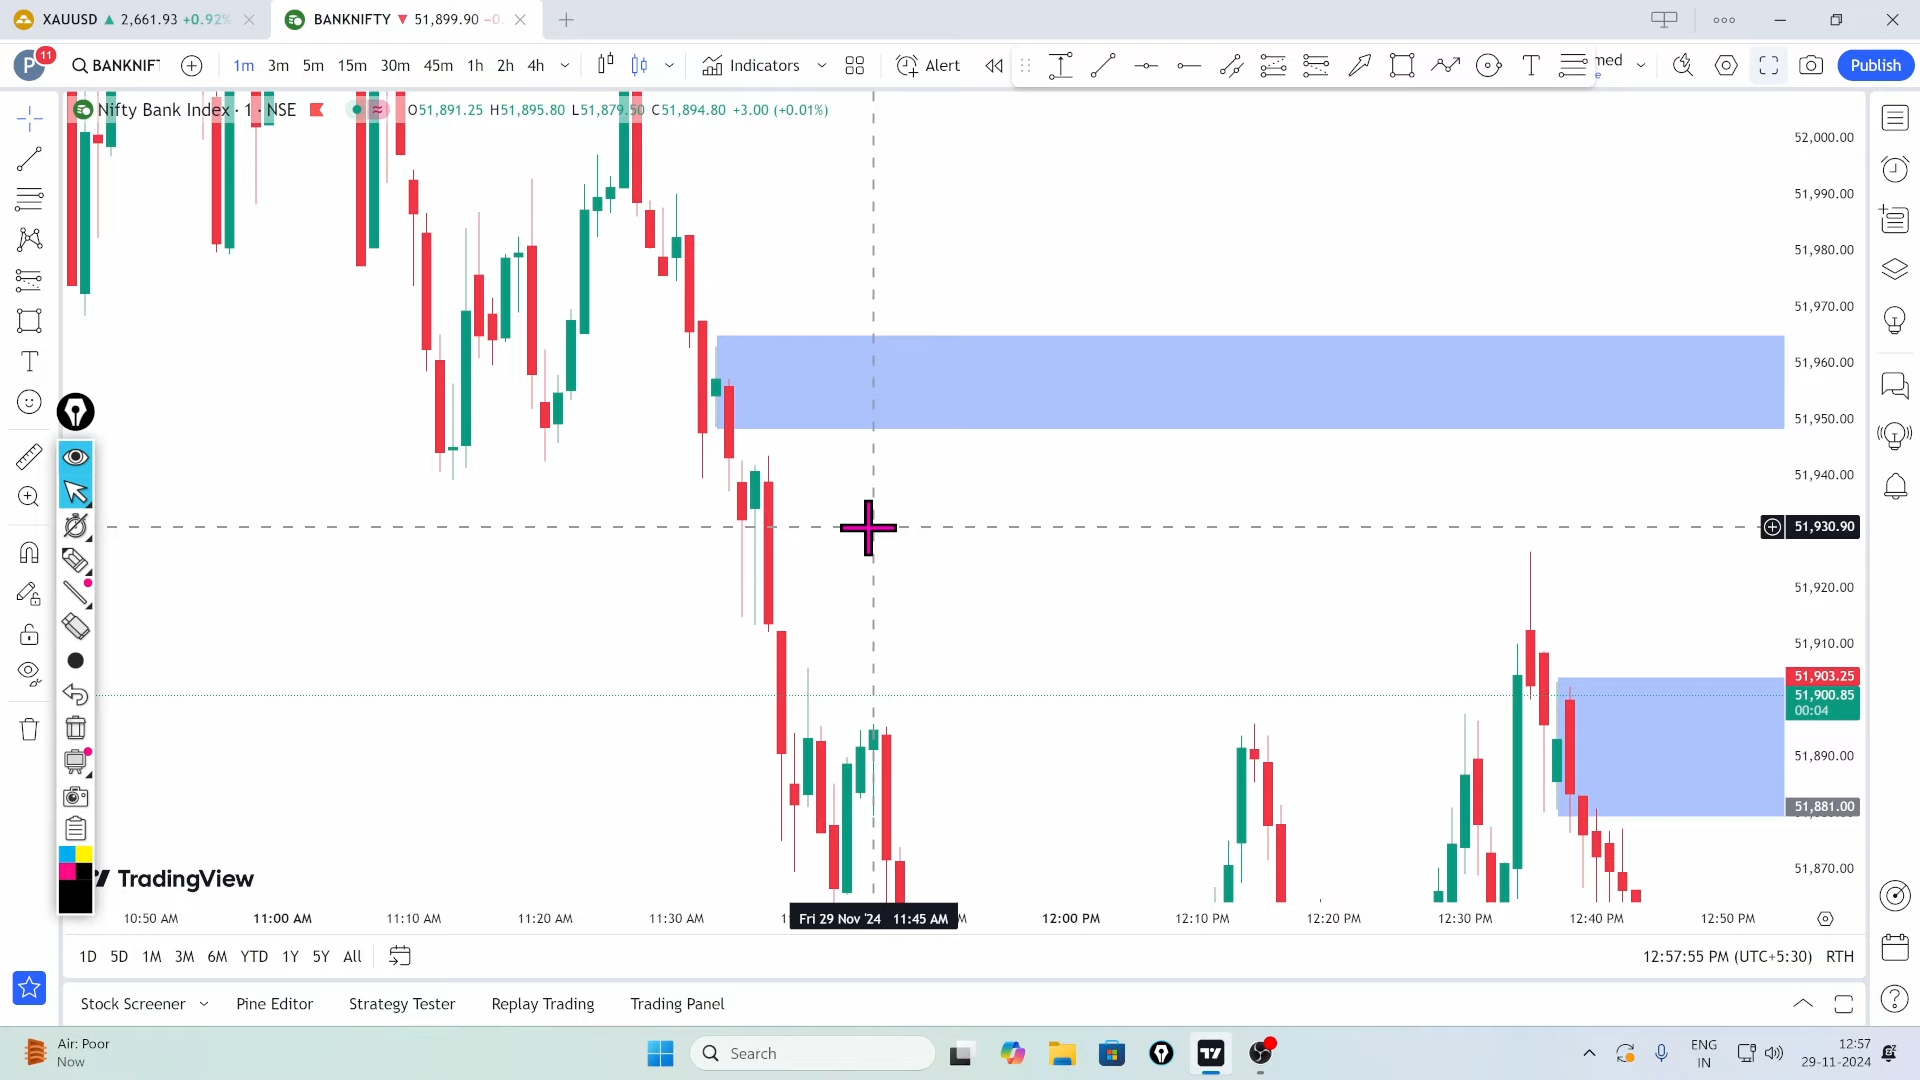 XAUUSD ▲ 2,661.93 +0.92%
BANKNIFTY ▼ 51,899.90 −0.
P 11
BANKNIF
1m 3m 5m 15m 30m 45m 1h 2h 4h
Indicators
Alert
med
Publish
Nifty Bank Index · 1 · NSE
O51,891.25 H51,895.80 L51,879.50 C51,894.80 +3.00 (+0.01%)
52,000.00
51,990.00
51,980.00
51,970.00
51,960.00
51,950.00
51,940.00
51,930.90
51,920.00
51,910.00
51,903.25
51,900.85
00:04
51,890.00
51,881.00
51,870.00
TradingView
10:50 AM 11:00 AM 11:10 AM 11:20 AM 11:30 AM Fri 29 Nov '24 11:45 AM 12:00 PM 12:10 PM 12:20 PM 12:30 PM 12:40 PM 12:50 PM
1D 5D 1M 3M 6M YTD 1Y 5Y All
12:57:55 PM (UTC+5:30) RTH
Stock Screener Pine Editor Strategy Tester Replay Trading Trading Panel
Air: Poor
Now
Search
ENG
IN
12:57
29-11-2024